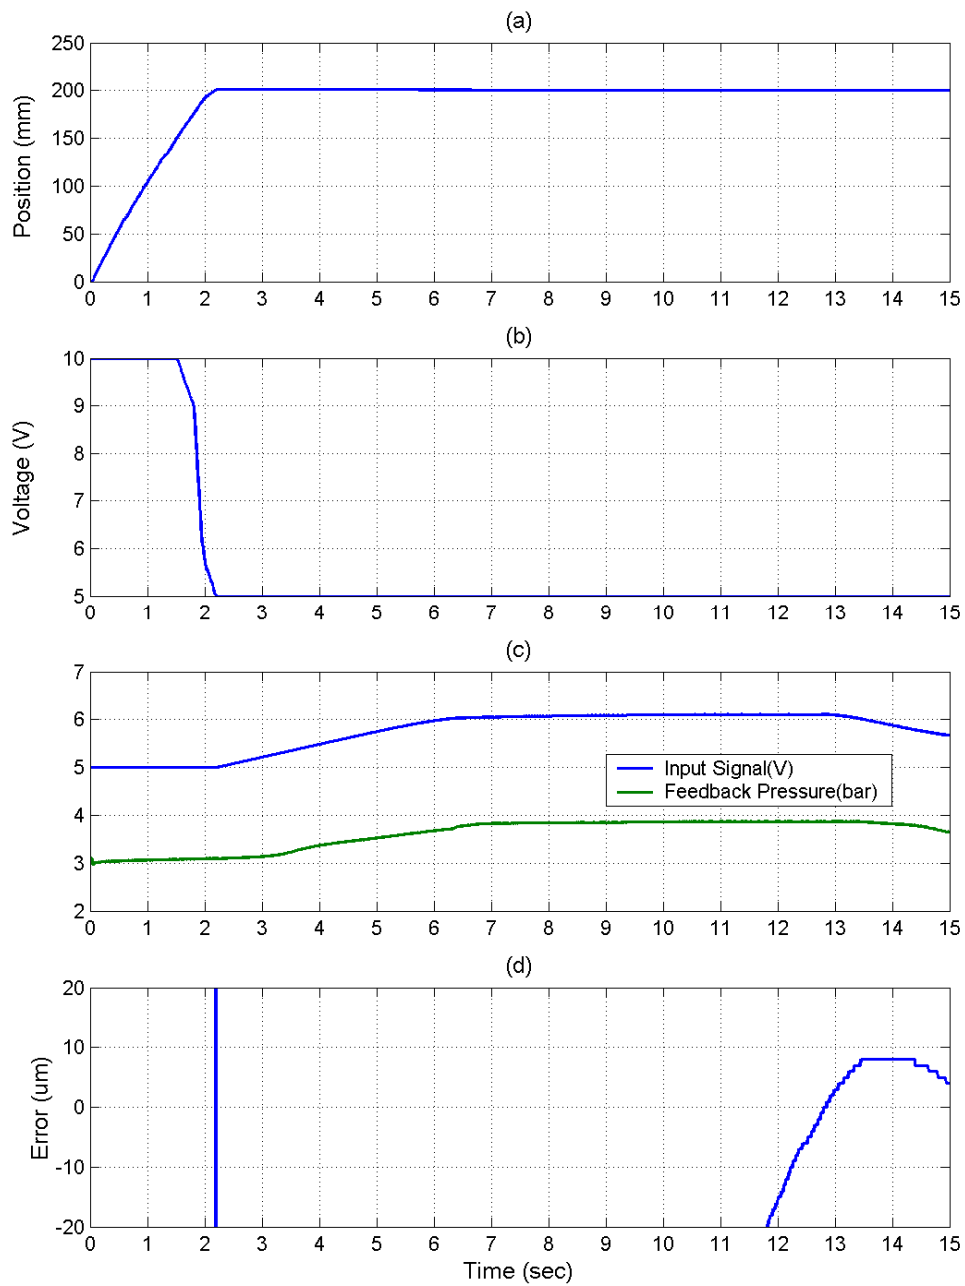 (a)
250
200
150
100
50
0
Position (mm)
0 1 2 3 4 5 6 7 8 9 10 11 12 13 14 15
(b)
10
9
8
7
6
5
Voltage (V)
0 1 2 3 4 5 6 7 8 9 10 11 12 13 14 15
(c)
7
6
5
4
3
2
Input Signal(V)
Feedback Pressure(bar)
0 1 2 3 4 5 6 7 8 9 10 11 12 13 14 15
(d)
20
10
0
-10
-20
Error (um)
0 1 2 3 4 5 6 7 8 9 10 11 12 13 14 15
Time (sec)